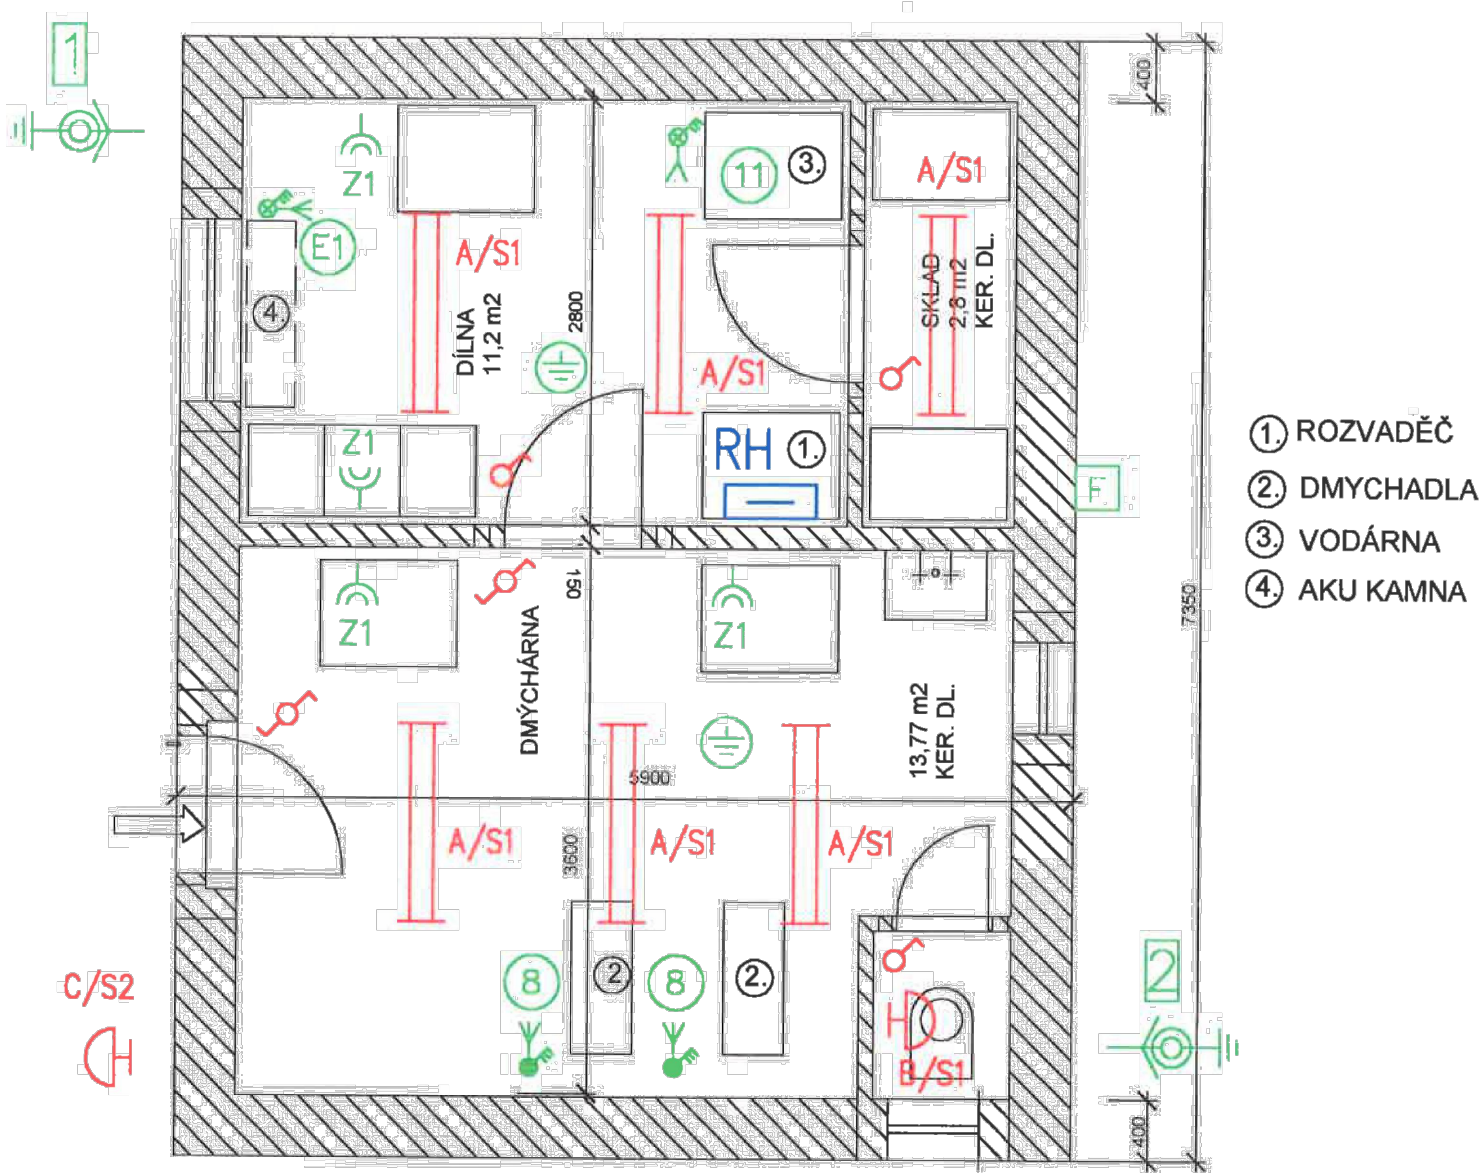 1
400
Z1
11
3.
A/S1
E1
A/S1
4.
DÍLNA
11,2 m2
2800
A/S1
SKLAD
2,8 m2
KER. DL.
Z1
RH
1.
F
1. ROZVADĚČ
2. DMYCHADLA
3. VODÁRNA
4. AKU KAMNA
150
Z1
Z1
7350
DMÝCHÁRNA
13,77 m2
KER. DL.
5900
A/S1
A/S1
A/S1
3600
8
2
8
2.
C/S2
2
B/S1
400